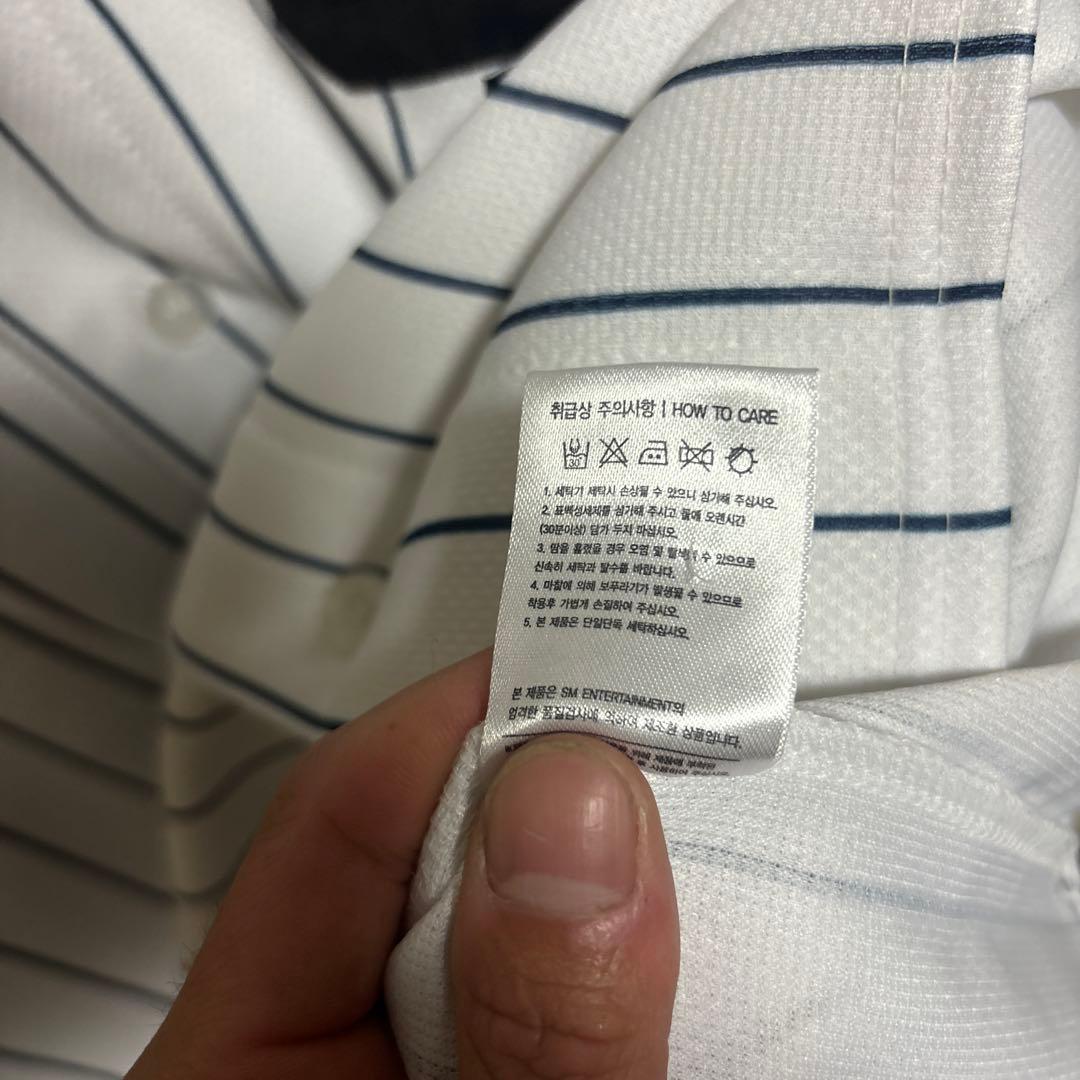 취급상 주의사항 | HOW TO CARE
30
1. 세탁기 세탁시 손상될 수 있으니 삼가해 주십시오.
2. 표백성세제를 삼가해 주시고 물에 오랜시간
(30분이상) 담가 두지 마십시오.
3. 땀을 흘렸을 경우 오염 및 탈색 수 있으므로
신속히 세탁과 탈수를 바랍니다.
4. 마찰에 의해 보푸라기가 발생될 수 있으므로
착용후 가볍게 손질하여 주십시오.
5. 본 제품은 단일단독 세탁하십시오.
본 제품은 SM ENTERTAINMENT의
엄격한 품질검사에 의하여 제조한 상품입니다.
위해 제품에 부착된